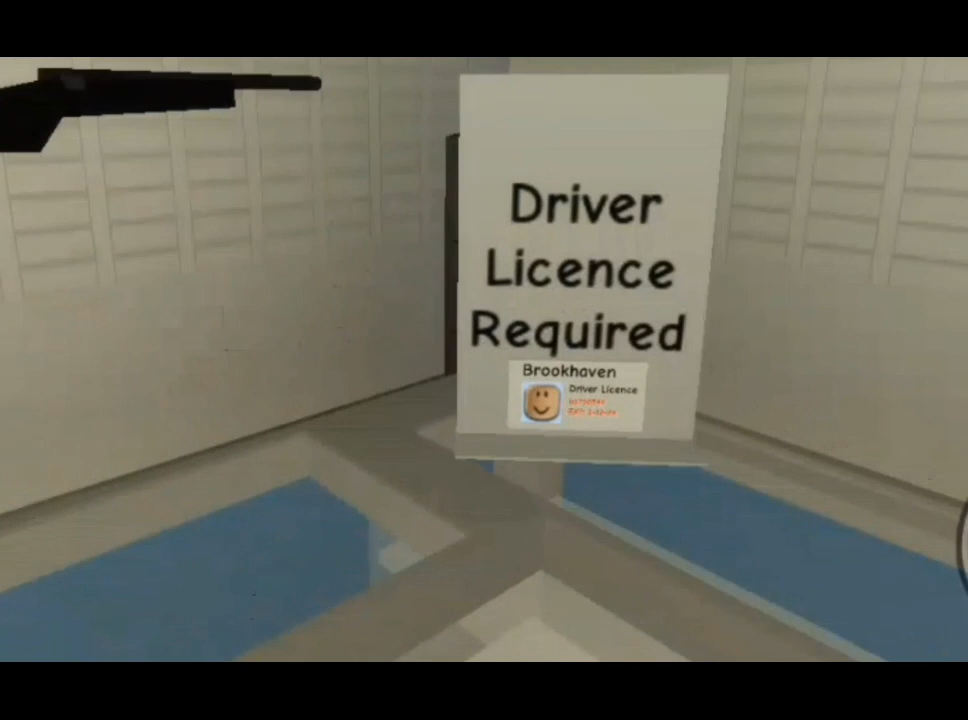 Driver
Licence
Required
Brookhaven
Driver Licence